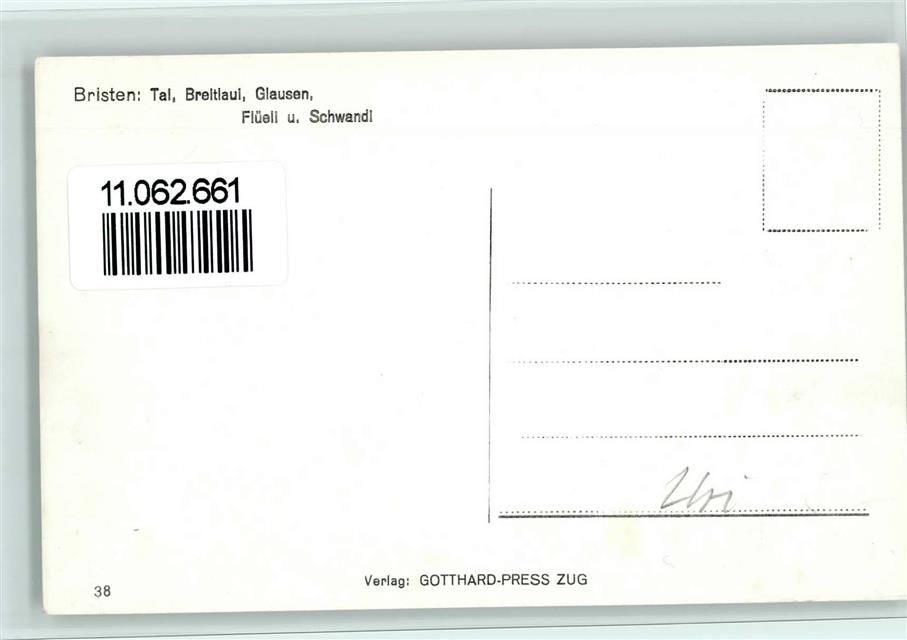 Bristen: Tal, Breitlaui, Glausen,
Flüeli u. Schwandi
11.062.661
Uri
Verlag: GOTTHARD-PRESS ZUG
38